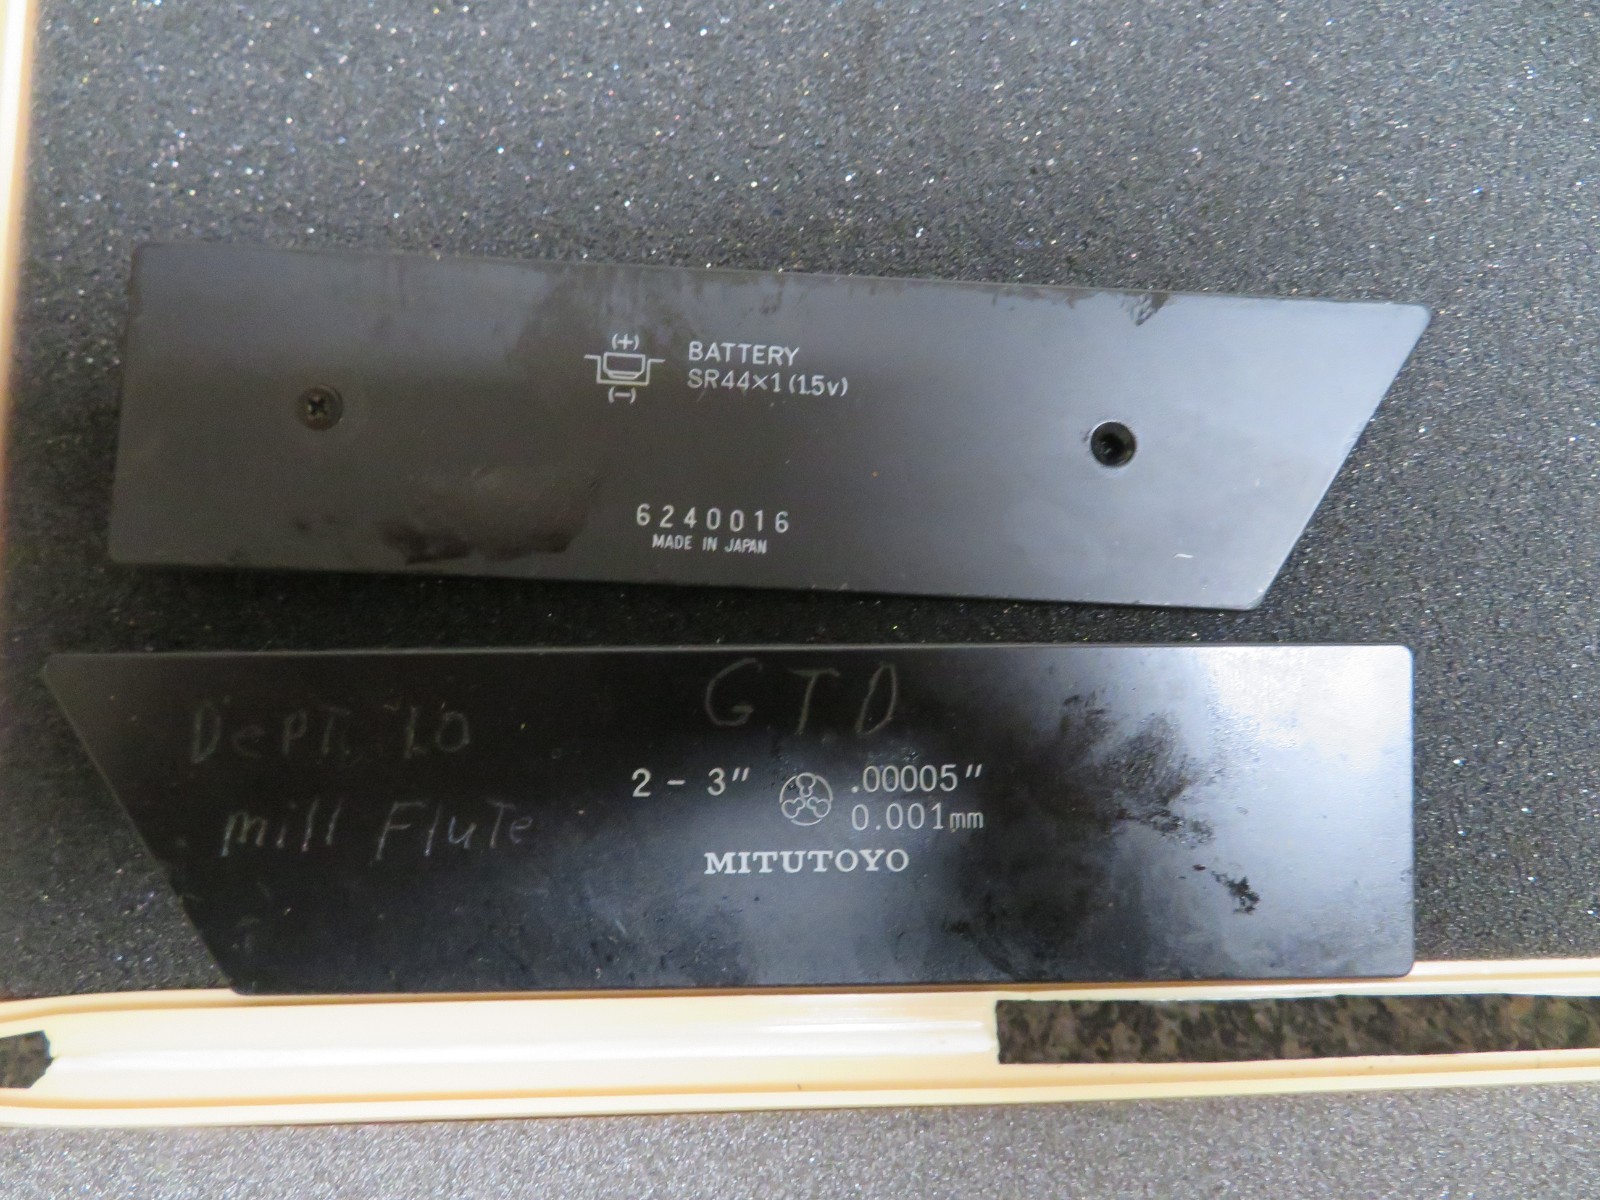 (+)
BATTERY
SR44×1 (1.5v)
(−)
6240016
MADE IN JAPAN
G T.D
DePT. 10
mill Flute
2 - 3" .00005"
0.001mm
MITUTOYO